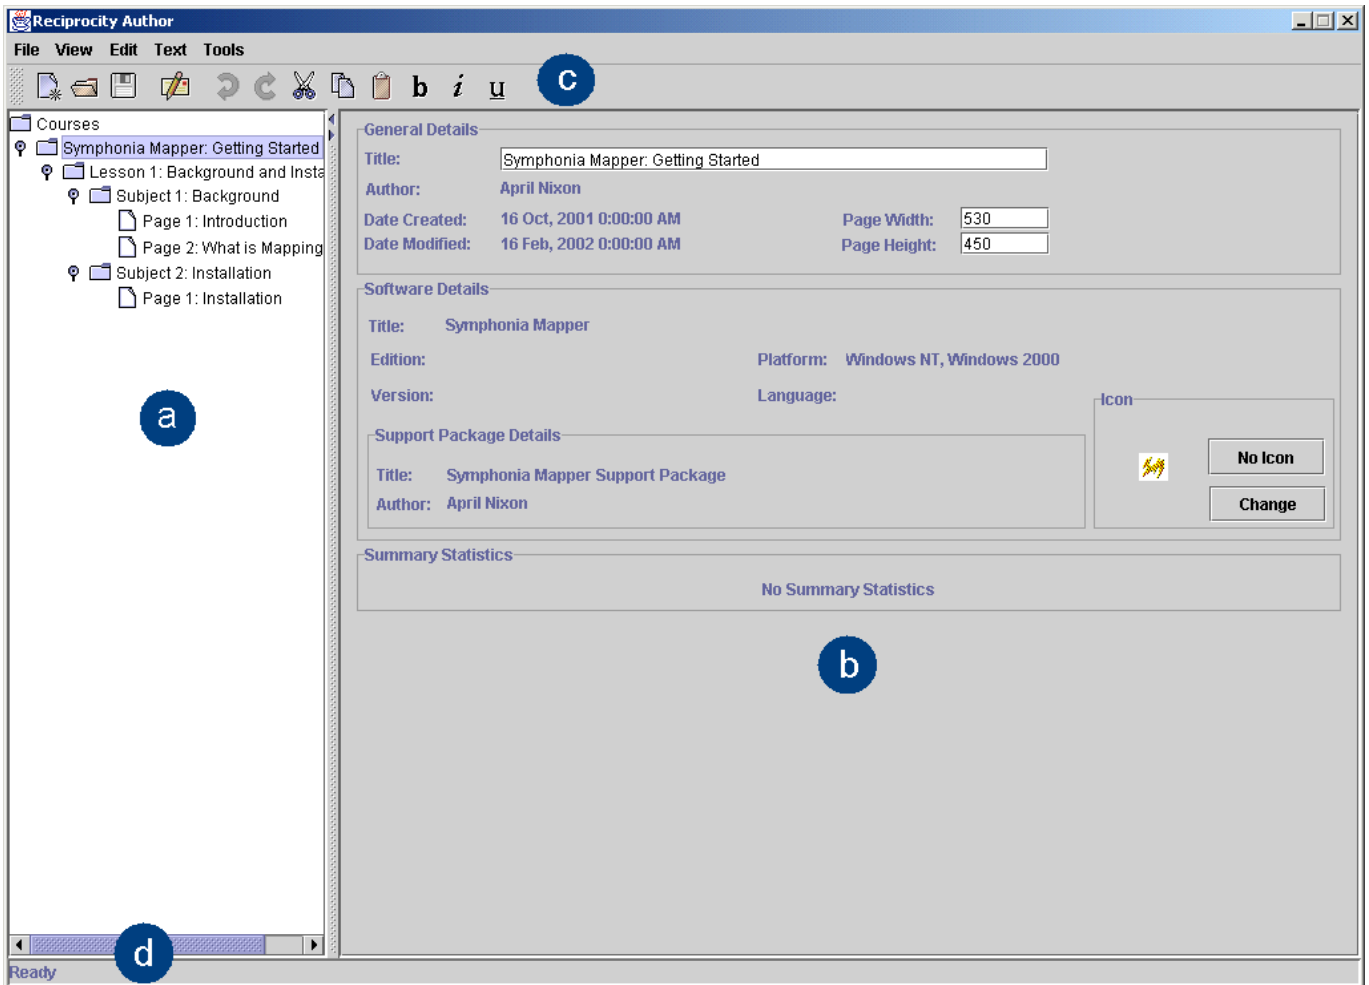 Reciprocity Author
File View Edit Text Tools
b i u
c
Courses
Symphonia Mapper: Getting Started
Lesson 1: Background and Insta
Subject 1: Background
Page 1: Introduction
Page 2: What is Mapping
Subject 2: Installation
Page 1: Installation
a
General Details
Title: Symphonia Mapper: Getting Started
Author: April Nixon
Date Created: 16 Oct, 2001 0:00:00 AM Page Width: 530
Date Modified: 16 Feb, 2002 0:00:00 AM Page Height: 450
Software Details
Title: Symphonia Mapper
Edition: Platform: Windows NT, Windows 2000
Version: Language:
Icon
Support Package Details
Title: Symphonia Mapper Support Package
Author: April Nixon
No Icon
Change
Summary Statistics
No Summary Statistics
b
d
Ready